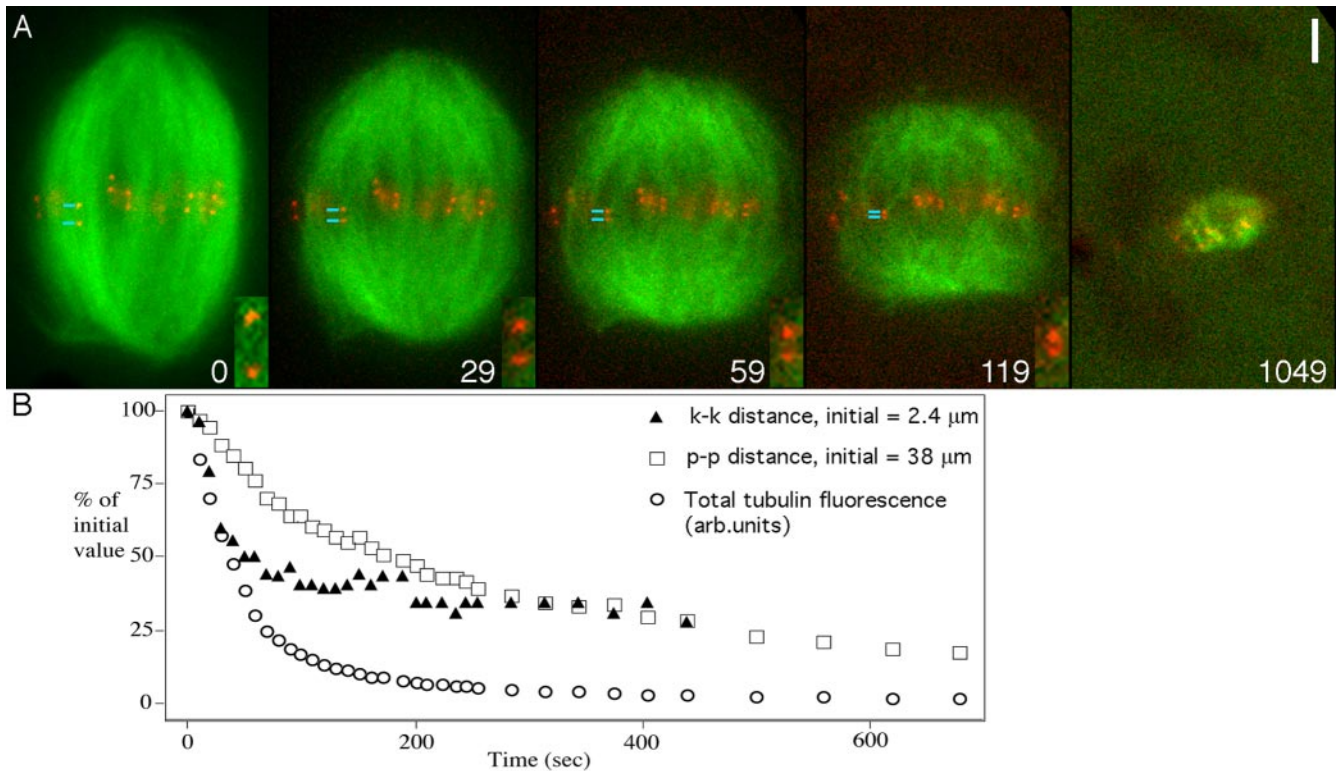 A
0
29
59
119
1049
B
k-k distance, initial = 2.4 μm
p-p distance, initial = 38 μm
Total tubulin fluorescence
(arb.units)
% of
initial
value
100
75
50
25
0
0
200
400
600
Time (sec)